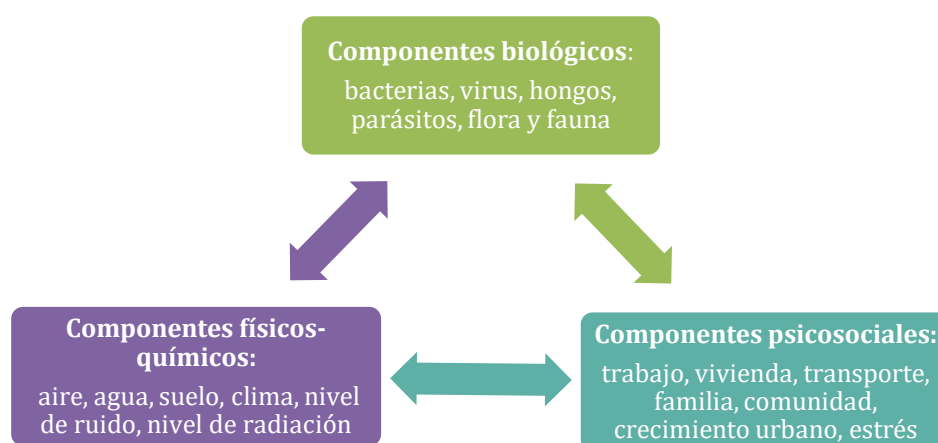 Componentes biológicos:
bacterias, virus, hongos,
parásitos, flora y fauna
Componentes físicos-
químicos:
aire, agua, suelo, clima, nivel
de ruido, nivel de radiación
Componentes psicosociales:
trabajo, vivienda, transporte,
familia, comunidad,
crecimiento urbano, estrés